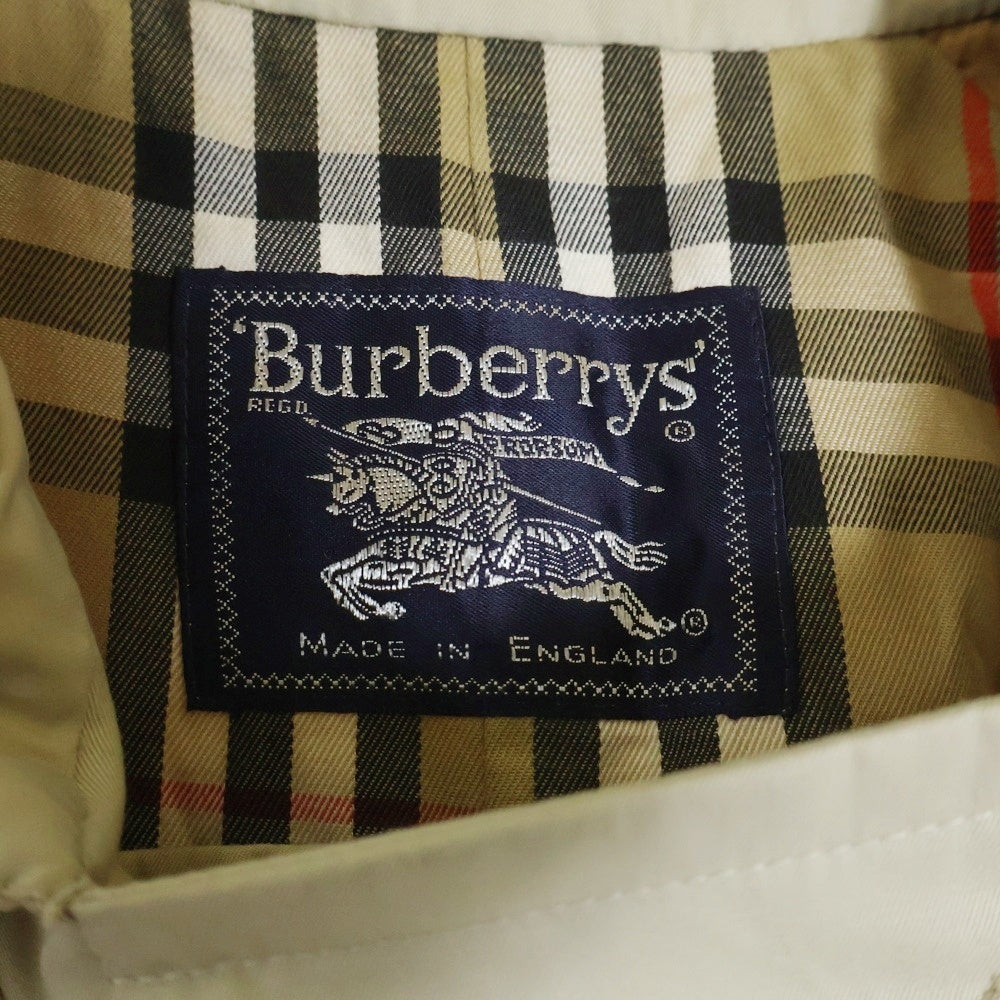 'Burberrys'
REGD. ®
PRORSUM
®
MADE IN ENGLAND